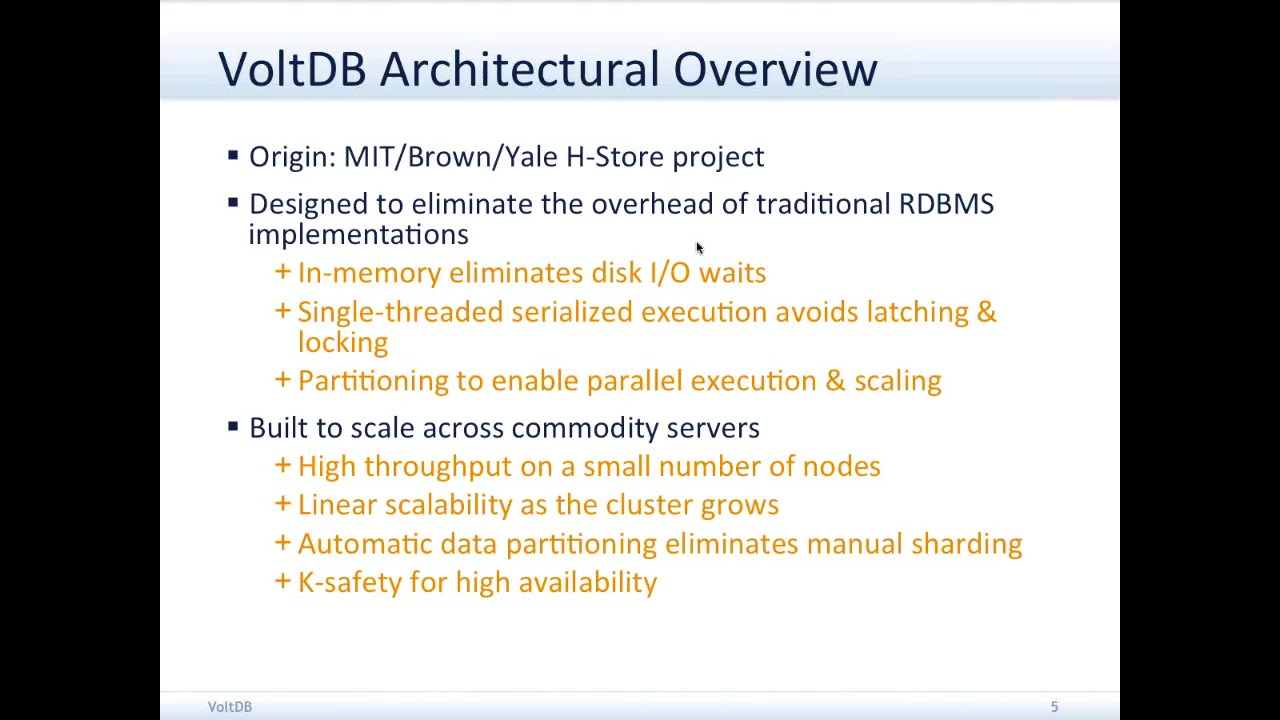 VoltDB Architectural Overview
▪ Origin: MIT/Brown/Yale H-Store project
▪ Designed to eliminate the overhead of traditional RDBMS
implementations
+ In-memory eliminates disk I/O waits
+ Single-threaded serialized execution avoids latching &
locking
+ Partitioning to enable parallel execution & scaling
▪ Built to scale across commodity servers
+ High throughput on a small number of nodes
+ Linear scalability as the cluster grows
+ Automatic data partitioning eliminates manual sharding
+ K-safety for high availability
VoltDB
5